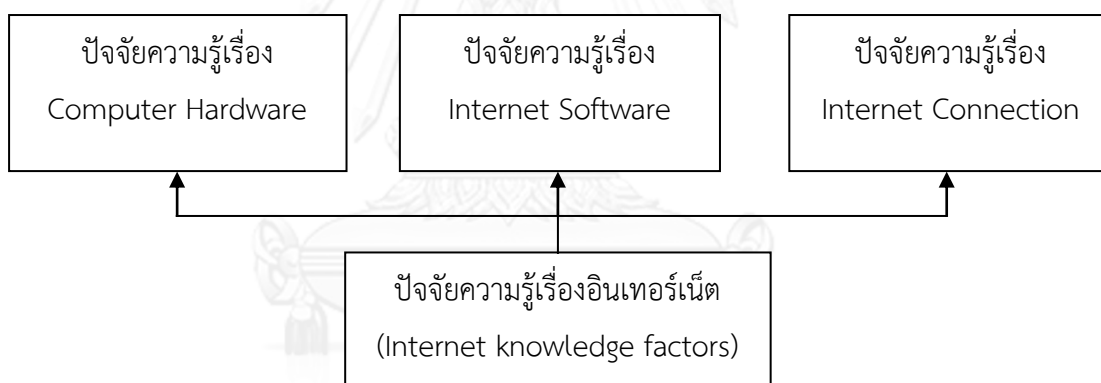 ปัจจัยความรู้เรื่อง
Computer Hardware
ปัจจัยความรู้เรื่อง
Internet Software
ปัจจัยความรู้เรื่อง
Internet Connection
ปัจจัยความรู้เรื่องอินเทอร์เน็ต
(Internet knowledge factors)